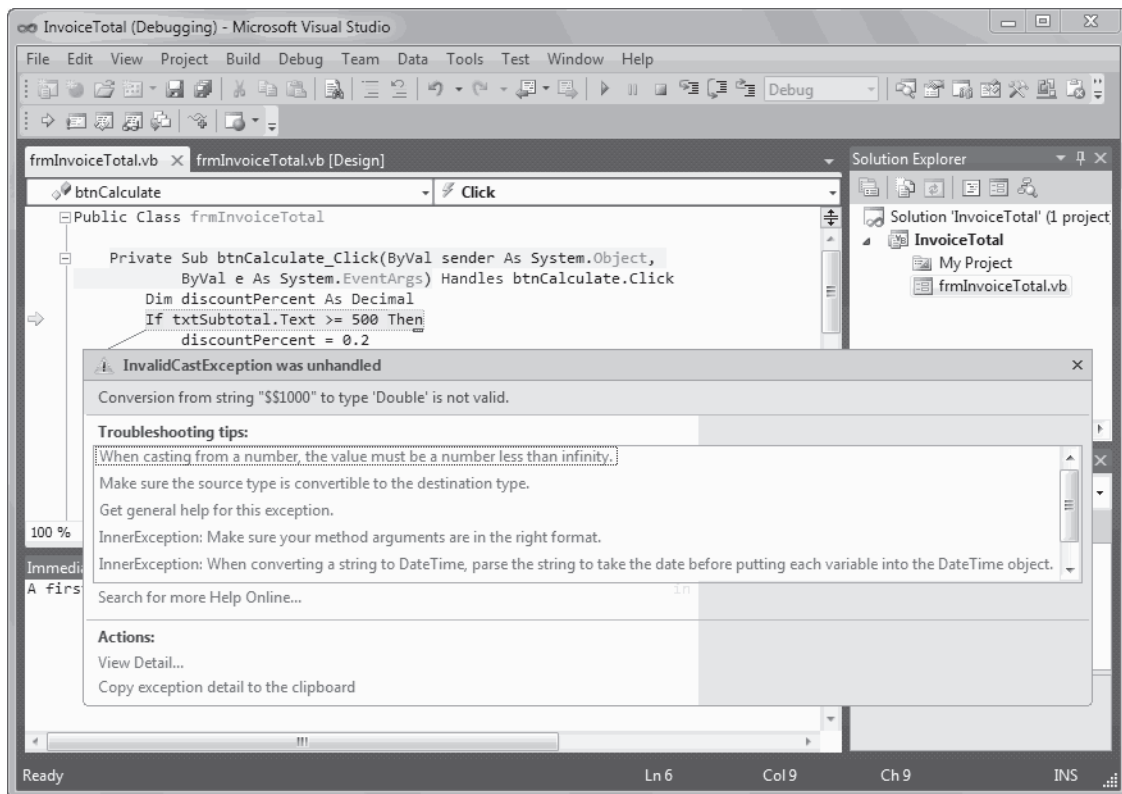 InvoiceTotal (Debugging) - Microsoft Visual Studio
File Edit View Project Build Debug Team Data Tools Test Window Help
Debug
frmInvoiceTotal.vb frmInvoiceTotal.vb [Design]
btnCalculate Click
Public Class frmInvoiceTotal
Private Sub btnCalculate_Click(ByVal sender As System.Object,
ByVal e As System.EventArgs) Handles btnCalculate.Click
Dim discountPercent As Decimal
If txtSubtotal.Text >= 500 Then
discountPercent = 0.2
Solution Explorer
Solution 'InvoiceTotal' (1 project
InvoiceTotal
My Project
frmInvoiceTotal.vb
InvalidCastException was unhandled
Conversion from string "$$1000" to type 'Double' is not valid.
Troubleshooting tips:
When casting from a number, the value must be a number less than infinity.
Make sure the source type is convertible to the destination type.
Get general help for this exception.
InnerException: Make sure your method arguments are in the right format.
InnerException: When converting a string to DateTime, parse the string to take the date before putting each variable into the DateTime object.
Search for more Help Online...
Actions:
View Detail...
Copy exception detail to the clipboard
100 %
Immedi
A firs in
Ready Ln 6 Col 9 Ch 9 INS